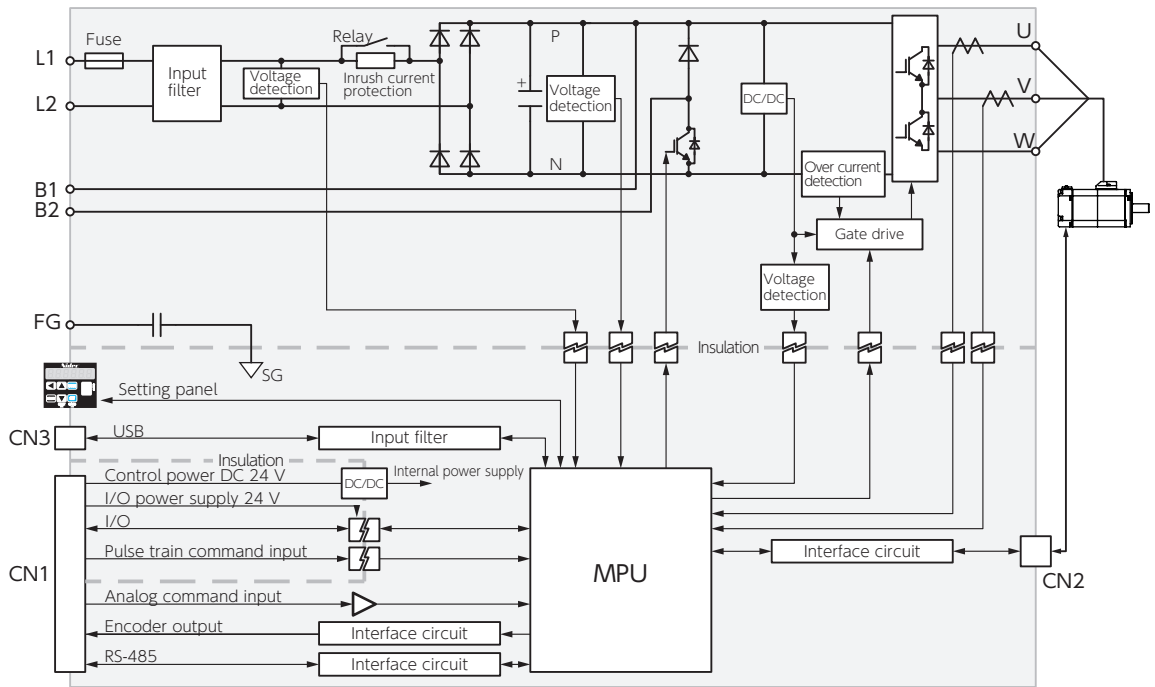 Fuse
Relay
P
U
L1
Input
filter
Voltage
detection
Inrush current
protection
+
Voltage
detection
DC/DC
V
L2
W
N
Over current
detection
B1
B2
Gate drive
Voltage
detection
FG
Insulation
SG
Nidec
Setting panel
CN3
USB
Input filter
Insulation
Control power DC 24 V
DC/DC
Internal power supply
I/O power supply 24 V
I/O
Pulse train command input
CN1
MPU
Interface circuit
CN2
Analog command input
Encoder output
Interface circuit
RS-485
Interface circuit